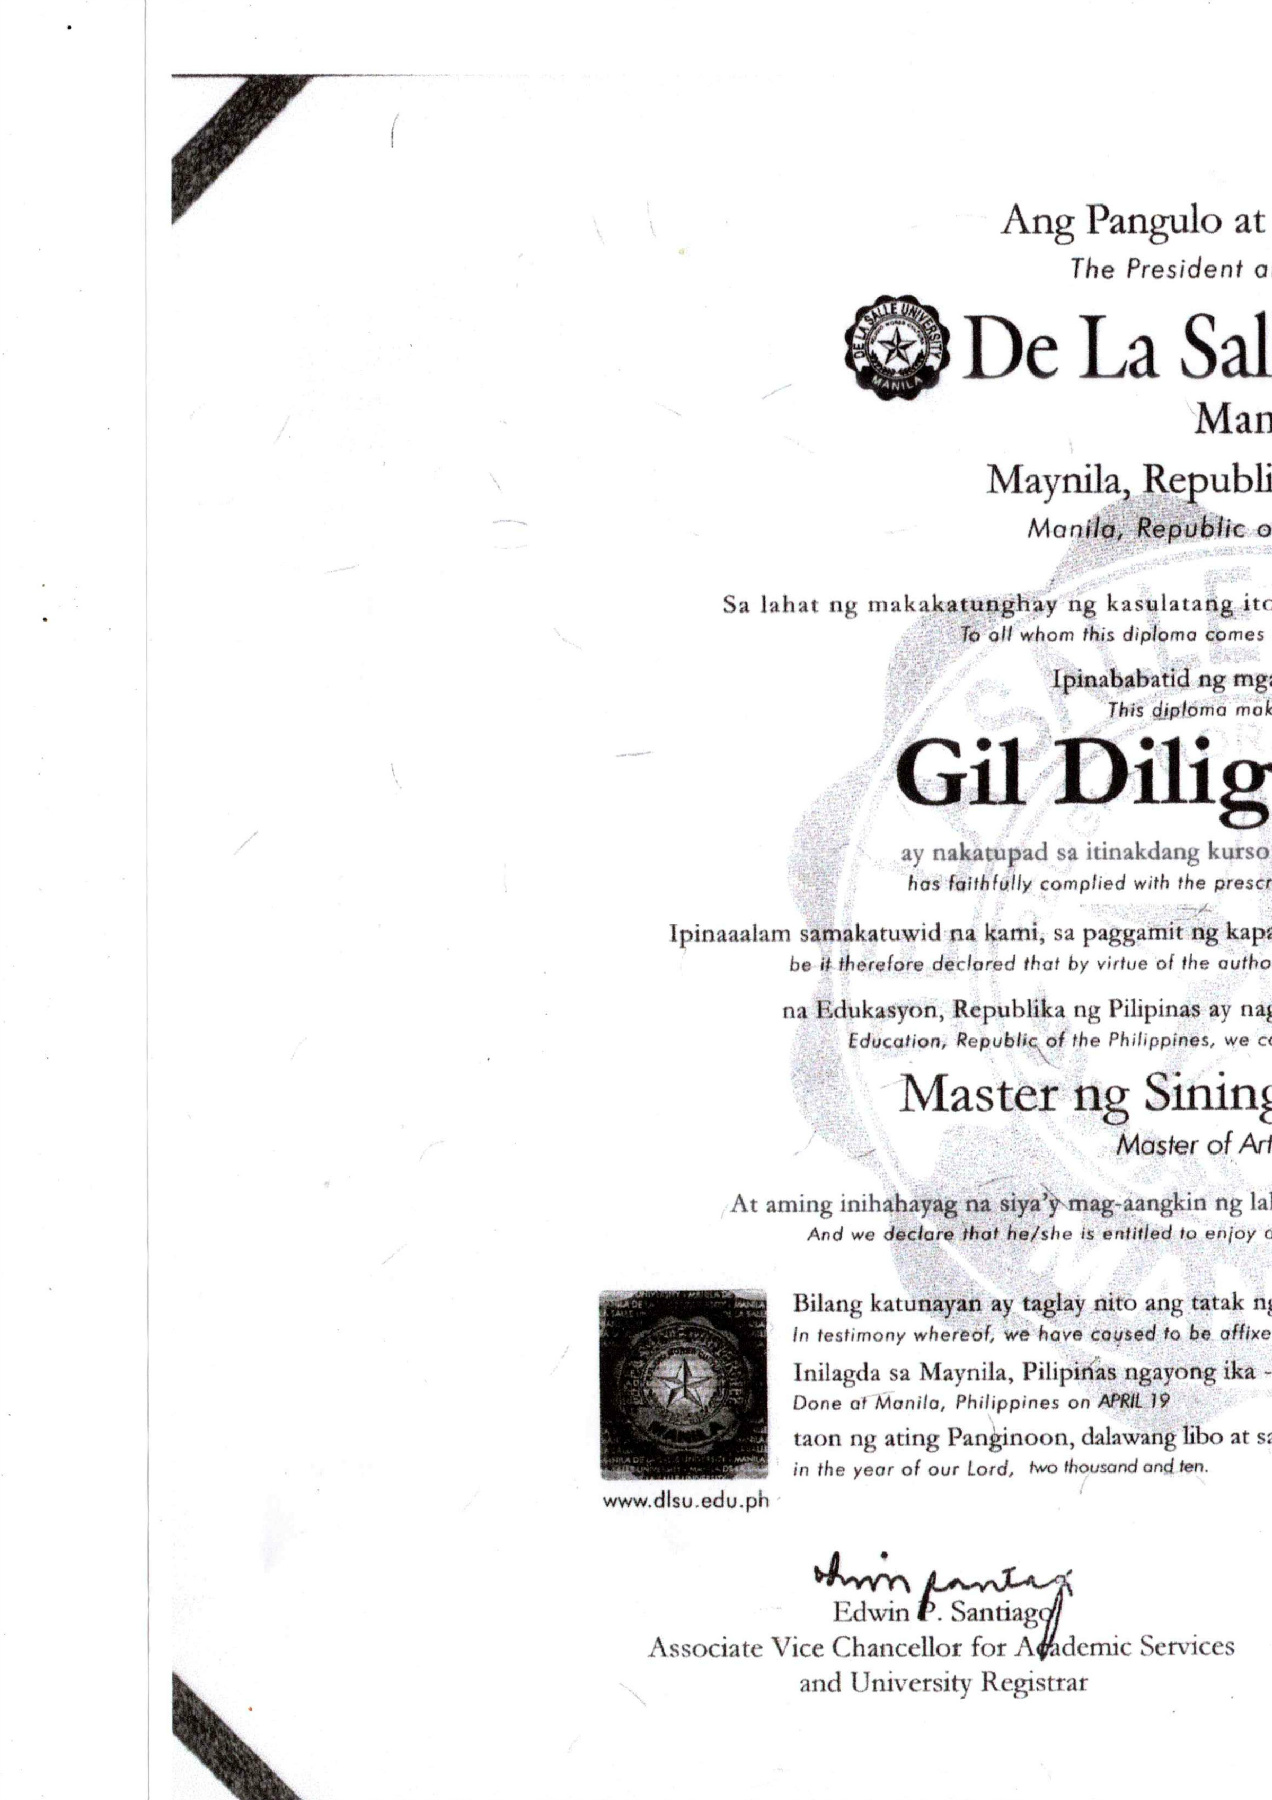 Ang Pangulo at
The President a
DE LA SALLE UNIVERSITY
MANILA
De La Sal
Man
Maynila, Republi
Manila, Republic o
Sa lahat ng makakatunghay ng kasulatang ito
To all whom this diploma comes
Ipinababatid ng mga
This diploma mak
Gil Dilig
ay nakatupad sa itinakdang kurso
has faithfully complied with the prescr
Ipinaaalam samakatuwid na kami, sa paggamit ng kapa
be it therefore declared that by virtue of the autho
na Edukasyon, Republika ng Pilipinas ay nag
Education, Republic of the Philippines, we co
Master ng Sining
Master of Art
At aming inihahayag na siya'y mag-aangkin ng lah
And we declare that he/she is entitled to enjoy a
Bilang katunayan ay taglay nito ang tatak ng
In testimony whereof, we have caused to be affixe
Inilagda sa Maynila, Pilipinas ngayong ika -
Done at Manila, Philippines on APRIL 19
taon ng ating Panginoon, dalawang libo at sa
in the year of our Lord, two thousand and ten.
www.dlsu.edu.ph
Edwin P. Santiago
Associate Vice Chancellor for Academic Services
and University Registrar